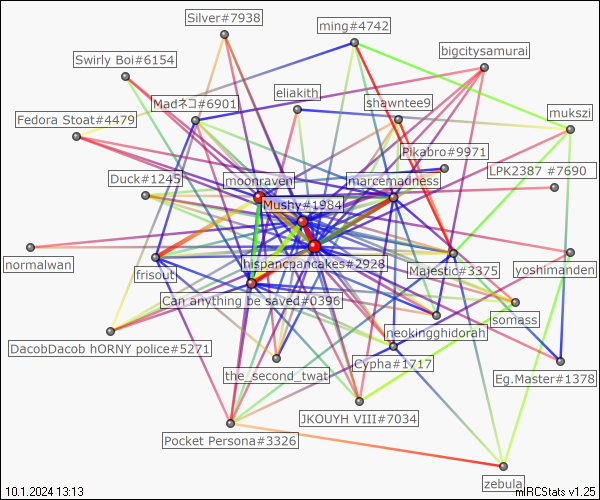 Silver#7938
ming#4742
bigcitysamurai
Swirly Boi#6154
eliakith
shawntee9
Madネコ#6901
mukszi
Fedora Stoat#4479
Pikabro#9971
LPK2387 #7690
Duck#1245
moonraven
marcemadness
Mushy#1984
normalwan
frisout
hispancpancakes#2928
Majestic#3375
yoshimanden
Can anything be saved#0396
somass
neokingghidorah
DacobDacob hORNY police#5271
Cypha#1717
the_second_twat
Eg.Master#1378
JKOUYH VIII#7034
Pocket Persona#3326
zebula
10.1.2024 13:13
mIRCStats v1.25